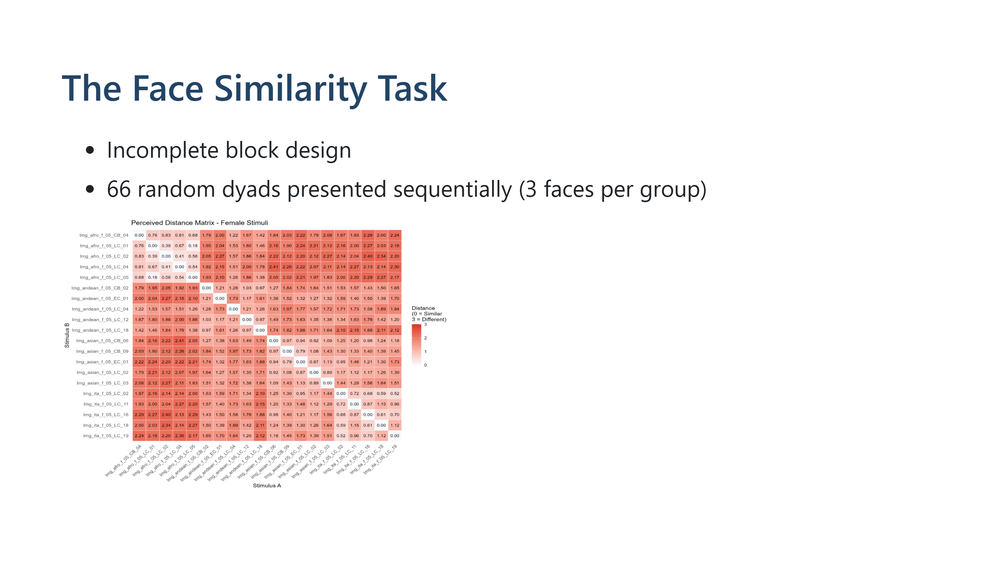 The Face Similarity Task
• Incomplete block design
• 66 random dyads presented sequentially (3 faces per group)
Perceived Distance Matrix - Female Stimuli
Stimulus B
Img_afro_f_05_CB_04 0.00 0.76 0.83 0.81 0.68 1.79 2.00 1.22 1.67 1.42 1.84 2.03 2.22 1.79 2.08 1.97 1.93 2.29 2.00 2.24
Img_afro_f_05_LC_01 0.76 0.00 0.39 0.67 0.18 1.95 2.04 1.53 1.80 1.46 2.16 1.90 2.24 2.21 2.12 2.16 2.00 2.27 2.03 2.18
Img_afro_f_05_LC_02 0.83 0.39 0.00 0.41 0.56 2.05 2.27 1.57 1.86 1.84 2.22 2.12 2.20 2.12 2.27 2.14 2.04 2.40 2.34 2.20
Img_afro_f_05_LC_04 0.81 0.67 0.41 0.00 0.54 1.92 2.15 1.51 2.00 1.78 2.41 2.26 2.22 2.07 2.11 2.14 2.27 2.13 2.14 2.30
Img_afro_f_05_LC_05 0.68 0.18 0.56 0.54 0.00 1.93 2.10 1.26 1.86 1.38 2.05 2.02 2.21 1.97 1.83 2.00 2.20 2.29 2.27 2.17
Img_andean_f_05_CB_02 1.79 1.95 2.05 1.92 1.93 0.00 1.21 1.28 1.03 0.97 1.27 1.84 1.74 1.64 1.51 1.53 1.57 1.43 1.50 1.65
Img_andean_f_05_EC_01 2.00 2.04 2.27 2.15 2.10 1.21 0.00 1.73 1.17 1.61 1.38 1.52 1.32 1.27 1.32 1.59 1.40 1.50 1.39 1.70
Img_andean_f_05_LC_04 1.22 1.53 1.57 1.51 1.26 1.28 1.73 0.00 1.21 1.26 1.63 1.97 1.77 1.57 1.72 1.71 1.73 1.58 1.89 1.84
Img_andean_f_05_LC_12 1.67 1.80 1.86 2.00 1.86 1.03 1.17 1.21 0.00 0.97 1.49 1.73 1.63 1.35 1.38 1.34 1.63 1.76 1.42 1.20
Img_andean_f_05_LC_18 1.42 1.46 1.84 1.78 1.38 0.97 1.61 1.26 0.97 0.00 1.74 1.82 1.88 1.71 1.64 2.10 2.15 1.88 2.11 2.12
Img_asian_f_05_CB_06 1.84 2.16 2.22 2.41 2.05 1.27 1.38 1.63 1.49 1.74 0.00 0.97 0.94 0.92 1.09 1.25 1.20 0.98 1.24 1.18
Img_asian_f_05_CB_09 2.03 1.90 2.12 2.26 2.02 1.84 1.52 1.97 1.73 1.82 0.97 0.00 0.79 1.08 1.43 1.30 1.33 1.40 1.39 1.45
Img_asian_f_05_EC_01 2.22 2.24 2.20 2.22 2.21 1.74 1.32 1.77 1.63 1.88 0.94 0.79 0.00 0.87 1.13 0.95 1.48 1.21 1.30 1.73
Img_asian_f_05_LC_02 1.79 2.21 2.12 2.07 1.97 1.64 1.27 1.57 1.35 1.71 0.92 1.08 0.87 0.00 0.89 1.17 1.12 1.17 1.26 1.39
Img_asian_f_05_LC_03 2.08 2.12 2.27 2.11 1.83 1.51 1.32 1.72 1.38 1.64 1.09 1.43 1.13 0.89 0.00 1.44 1.29 1.56 1.64 1.51
Img_ita_f_05_LC_02 1.97 2.16 2.14 2.14 2.00 1.53 1.59 1.71 1.34 2.10 1.25 1.30 0.95 1.17 1.44 0.00 0.72 0.68 0.59 0.52
Img_ita_f_05_LC_11 1.93 2.00 2.04 2.27 2.20 1.57 1.40 1.73 1.63 2.15 1.20 1.33 1.48 1.12 1.29 0.72 0.00 0.87 1.15 0.96
Img_ita_f_05_LC_16 2.29 2.27 2.40 2.13 2.29 1.43 1.50 1.58 1.76 1.88 0.98 1.40 1.21 1.17 1.56 0.68 0.87 0.00 0.61 0.70
Img_ita_f_05_LC_18 2.00 2.03 2.34 2.14 2.27 1.50 1.39 1.89 1.42 2.11 1.24 1.39 1.30 1.26 1.64 0.59 1.15 0.61 0.00 1.12
Img_ita_f_05_LC_19 2.24 2.18 2.20 2.30 2.17 1.65 1.70 1.84 1.20 2.12 1.18 1.45 1.73 1.39 1.51 0.52 0.96 0.70 1.12 0.00
Img_afro_f_05_CB_04
Img_afro_f_05_LC_01
Img_afro_f_05_LC_02
Img_afro_f_05_LC_04
Img_afro_f_05_LC_05
Img_andean_f_05_CB_02
Img_andean_f_05_EC_01
Img_andean_f_05_LC_04
Img_andean_f_05_LC_12
Img_andean_f_05_LC_18
Img_asian_f_05_CB_06
Img_asian_f_05_CB_09
Img_asian_f_05_EC_01
Img_asian_f_05_LC_02
Img_asian_f_05_LC_03
Img_ita_f_05_LC_02
Img_ita_f_05_LC_11
Img_ita_f_05_LC_16
Img_ita_f_05_LC_18
Img_ita_f_05_LC_19
Stimulus A
Distance
(0 = Similar
3 = Different)
3
2
1
0